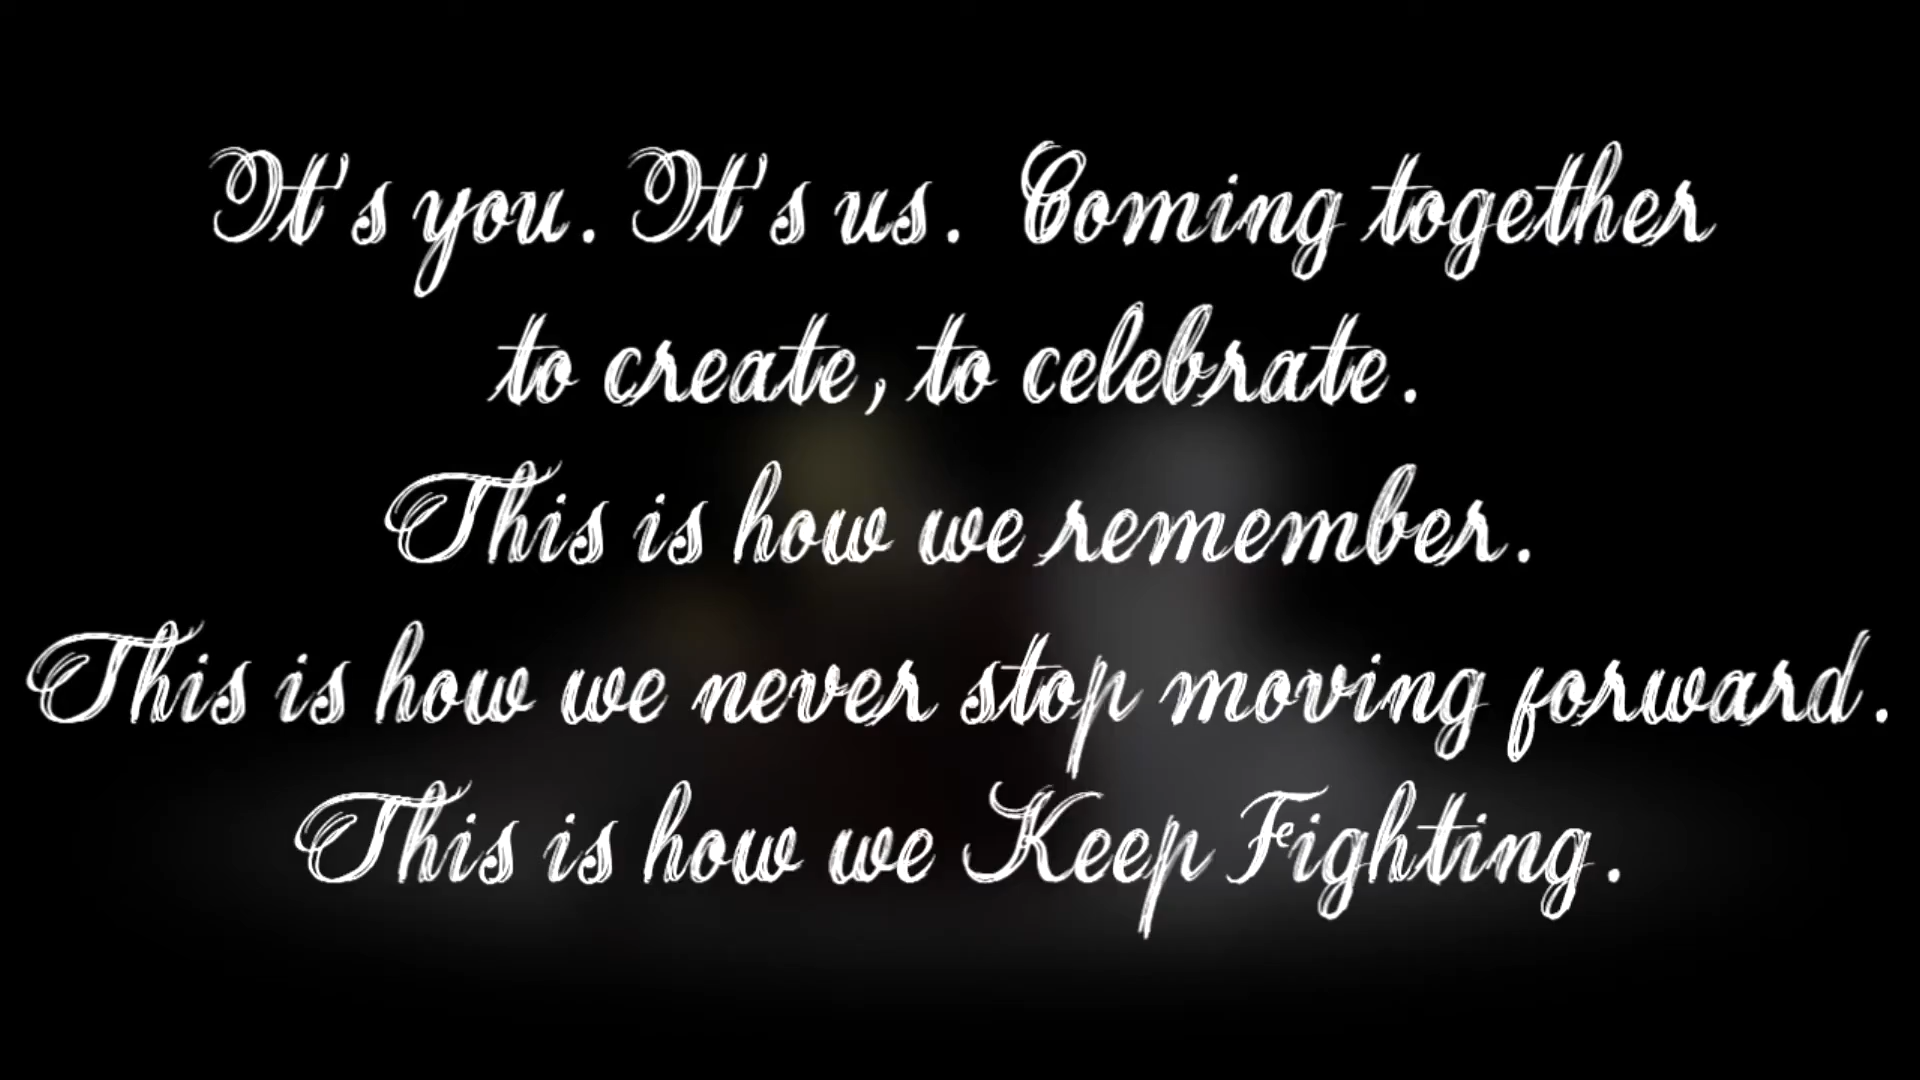 It's you. It's us. Coming together
to create, to celebrate.
This is how we remember.
This is how we never stop moving forward.
This is how we Keep Fighting.